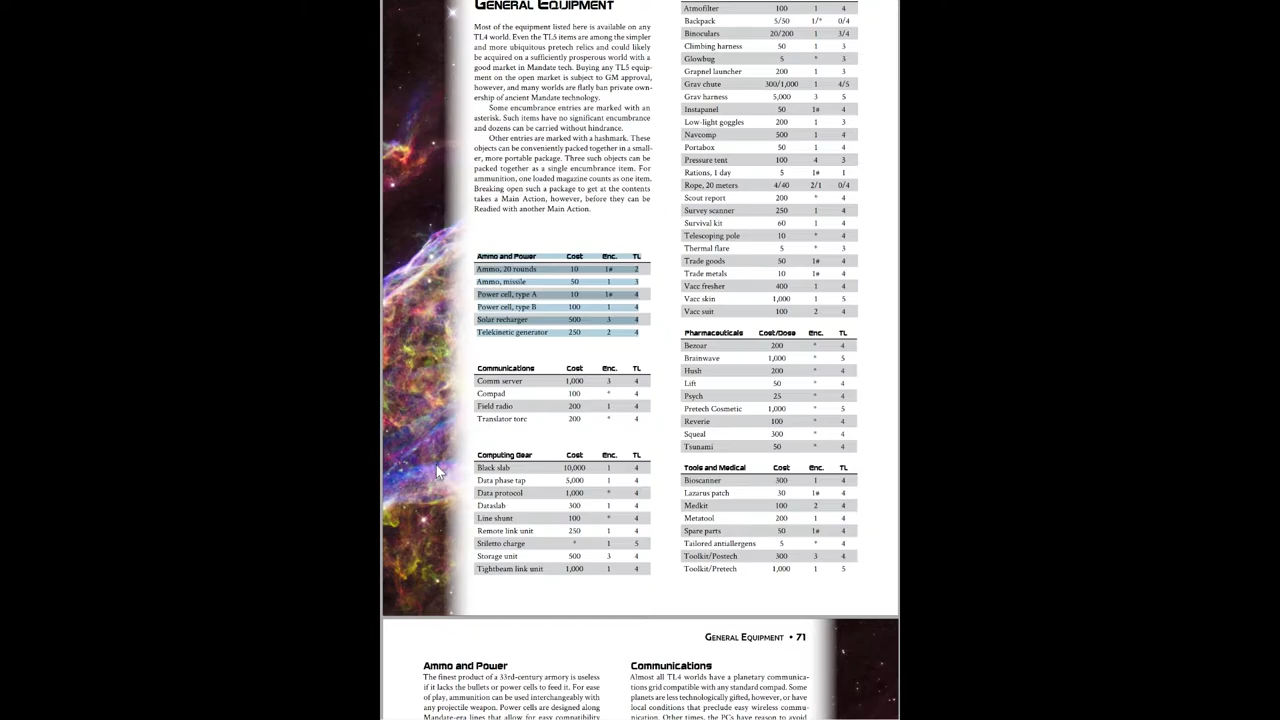 GENERAL EQUIPMENT
Most of the equipment listed here is available on any
TL4 world. Even the TL5 items are among the simpler
and more ubiquitous pretech relics and could likely
be acquired on a sufficiently prosperous world with a
good market in Mandate tech. Buying any TL5 equip-
ment on the open market is subject to GM approval,
however, and many worlds are flatly ban private own-
ership of ancient Mandate technology.
Some encumbrance entries are marked with an
asterisk. Such items have no significant encumbrance
and dozens can be carried without hindrance.
Other entries are marked with a hashmark. These
objects can be conveniently packed together in a small-
er, more portable package. Three such objects can be
packed together as a single encumbrance item. For
ammunition, one loaded magazine counts as one item.
Breaking open such a package to get at the contents
takes a Main Action, however, before they can be
Readied with another Main Action.
Ammo and Power Cost Enc. TL
Ammo, 20 rounds 10 1# 2
Ammo, missile 50 1 3
Power cell, type A 10 1# 4
Power cell, type B 100 1 4
Solar recharger 500 3 4
Telekinetic generator 250 2 4
Communications Cost Enc. TL
Comm server 1,000 3 4
Compad 100 * 4
Field radio 200 1 4
Translator torc 200 * 4
Computing Gear Cost Enc. TL
Black slab 10,000 1 4
Data phase tap 5,000 1 4
Data protocol 1,000 * 4
Dataslab 300 1 4
Line shunt 100 * 4
Remote link unit 250 1 4
Stiletto charge * 1 5
Storage unit 500 3 4
Tightbeam link unit 1,000 1 4
Atmofilter 100 1 4
Backpack 5/50 1/* 0/4
Binoculars 20/200 1 3/4
Climbing harness 50 1 3
Glowbug 5 * 3
Grapnel launcher 200 1 3
Grav chute 300/1,000 1 4/5
Grav harness 5,000 3 5
Instapanel 50 1# 4
Low-light goggles 200 1 3
Navcomp 500 1 4
Portabox 50 1 4
Pressure tent 100 4 3
Rations, 1 day 5 1# 1
Rope, 20 meters 4/40 2/1 0/4
Scout report 200 * 4
Survey scanner 250 1 4
Survival kit 60 1 4
Telescoping pole 10 * 4
Thermal flare 5 * 3
Trade goods 50 1# 4
Trade metals 10 1# 4
Vacc fresher 400 1 4
Vacc skin 1,000 1 5
Vacc suit 100 2 4
Pharmaceuticals Cost/Dose Enc. TL
Bezoar 200 * 4
Brainwave 1,000 * 5
Hush 200 * 4
Lift 50 * 4
Psych 25 * 4
Pretech Cosmetic 1,000 * 5
Reverie 100 * 4
Squeal 300 * 4
Tsunami 50 * 4
Tools and Medical Cost Enc. TL
Bioscanner 300 1 4
Lazarus patch 30 1# 4
Medkit 100 2 4
Metatool 200 1 4
Spare parts 50 1# 4
Tailored antiallergens 5 * 4
Toolkit/Postech 300 3 4
Toolkit/Pretech 1,000 1 5
GENERAL EQUIPMENT • 71
Ammo and Power
The finest product of a 33rd-century armory is useless
if it lacks the bullets or power cells to feed it. For ease
of play, ammunition can be used interchangeably with
any projectile weapon. Power cells are designed along
Mandate-era lines that allow for easy compatibility
Communications
Almost all TL4 worlds have a planetary communica-
tions grid compatible with any standard compad. Some
planets are less technologically gifted, however, or have
local conditions that preclude easy wireless commu-
nication. Other times, the PCs have reason to avoid